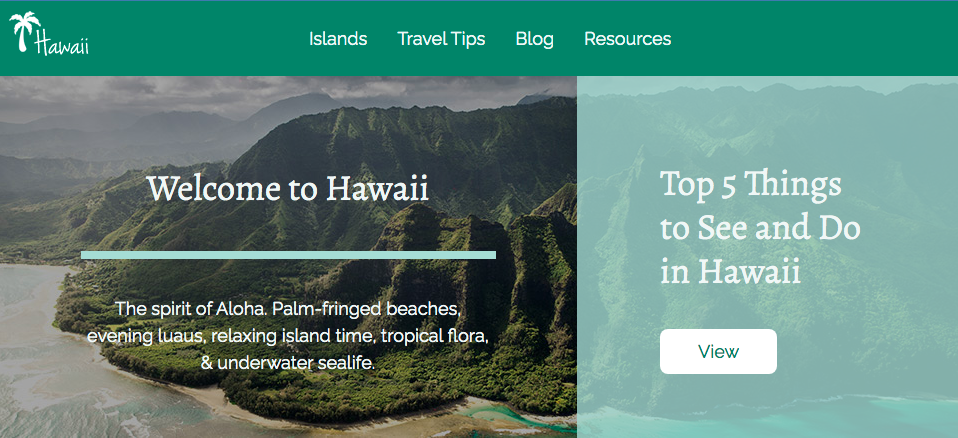 Hawaii
Islands Travel Tips Blog Resources
Welcome to Hawaii
The spirit of Aloha. Palm-fringed beaches,
evening luaus, relaxing island time, tropical flora,
& underwater sealife.
Top 5 Things
to See and Do
in Hawaii
View